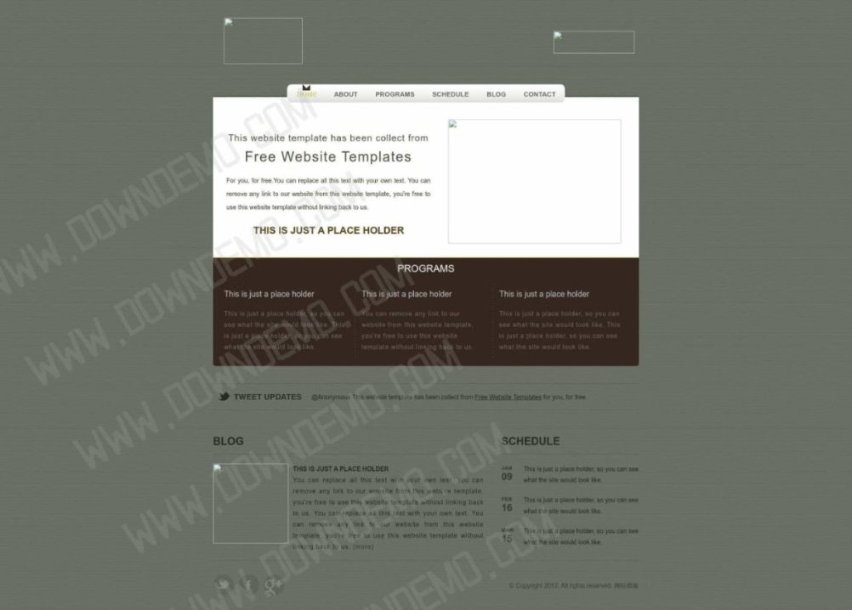 HOME ABOUT PROGRAMS SCHEDULE BLOG CONTACT
This website template has been collect from
Free Website Templates
For you, for free.You can replace all this text with your own text. You can
remove any link to our website from this website template, you're free to
use this website template without linking back to us.
THIS IS JUST A PLACE HOLDER
PROGRAMS
This is just a place holder
This is just a place holder, so you can
see what the site would look like. This
is just a place holder, so you can see
what the site would look like.
This is just a place holder
You can remove any link to our
website from this website template,
you're free to use this website
template without linking back to us.
This is just a place holder
This is just a place holder, so you can
see what the site would look like. This
is just a place holder, so you can see
what the site would look like.
TWEET UPDATES @Anonymous This website template has been collect from Free Website Templates for you, for free.
BLOG
THIS IS JUST A PLACE HOLDER
You can replace all this text with your own text. You can
remove any link to our website from this website template,
you're free to use this website template without linking back
to us. You can replace all this text with your own text. You
can remove any link to our website from this website
template, you're free to use this website template without
linking back to us. (more)
SCHEDULE
JAN
09
This is just a place holder, so you can see
what the site would look like.
FEB
16
This is just a place holder, so you can see
what the site would look like.
MAR
15
This is just a place holder, so you can see
what the site would look like.
© Copyright 2012. All rights reserved.
WWW.DOWNDEMO.COM
WWW.DOWNDEMO.COM
WWW.DOWNDEMO.COM
WWW.DOWNDEMO.COM
WWW.DOWNDEMO.COM